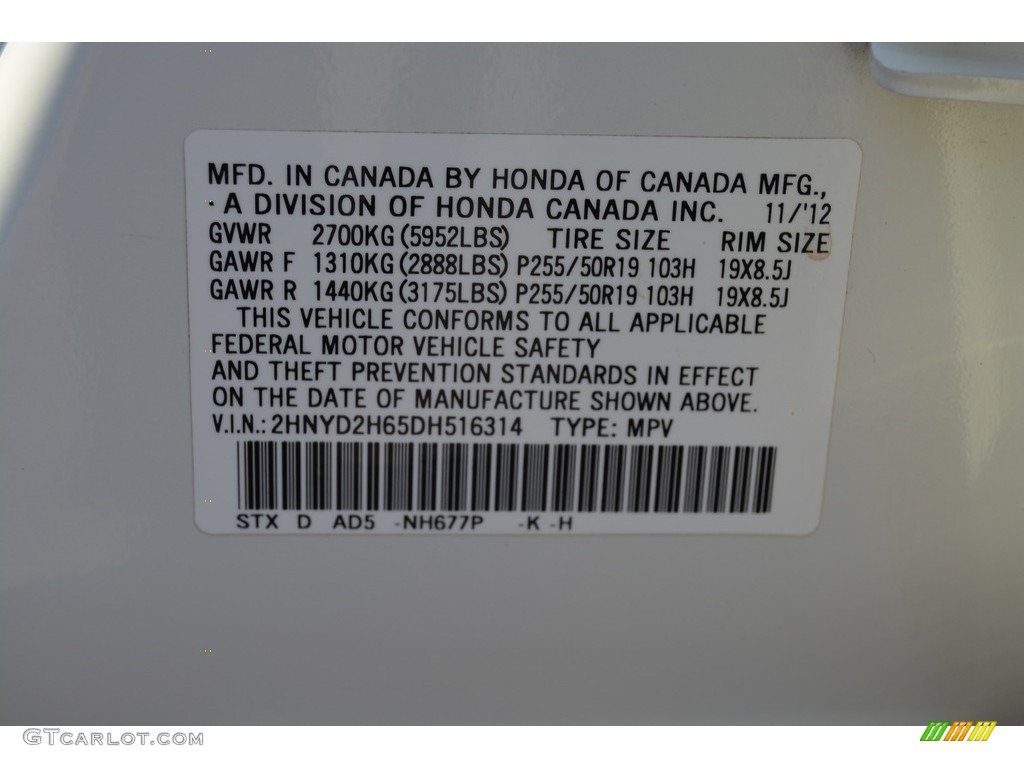 MFD. IN CANADA BY HONDA OF CANADA MFG.,
A DIVISION OF HONDA CANADA INC. 11/'12
GVWR 2700KG (5952LBS) TIRE SIZE RIM SIZE
GAWR F 1310KG (2888LBS) P255/50R19 103H 19X8.5J
GAWR R 1440KG (3175LBS) P255/50R19 103H 19X8.5J
THIS VEHICLE CONFORMS TO ALL APPLICABLE
FEDERAL MOTOR VEHICLE SAFETY
AND THEFT PREVENTION STANDARDS IN EFFECT
ON THE DATE OF MANUFACTURE SHOWN ABOVE.
V.I.N.: 2HNYD2H65DH516314 TYPE: MPV
STX D AD5 -NH677P -K -H
GTCARLOT.COM